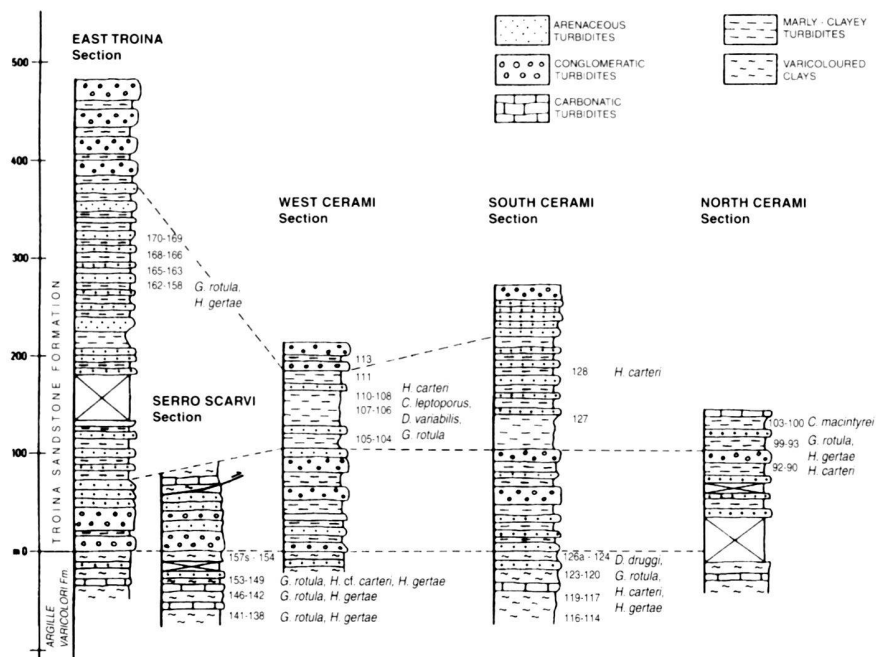 EAST TROINA
Section
ARENACEOUS
TURBIDITES
MARLY - CLAYEY
TURBIDITES
CONGLOMERATIC
TURBIDITES
VARICOLOURED
CLAYS
CARBONATIC
TURBIDITES
500
400
300
200
100
m 0
TROINA SANDSTONE FORMATION
ARGILLE
VARICOLORI Fm.
170-169
168-166
165-163
162-158 G. rotula,
H. gertae
SERRO SCARVI
Section
157s - 154
153-149 G. rotula, H. cf. carteri, H. gertae
146-142 G. rotula, H. gertae
141-138 G. rotula, H. gertae
WEST CERAMI
Section
113
111
110-108 H. carteri
C. leptoporus,
107-106 D. variabilis,
105-104 G. rotula
SOUTH CERAMI
Section
128 H. carteri
127
126a - 124 D. druggi,
123-120 G. rotula,
H. carteri,
119-117 H. gertae
116-114
NORTH CERAMI
Section
103-100 C. macintyrei
99-93 G. rotula,
H. gertae
92-90 H. carteri